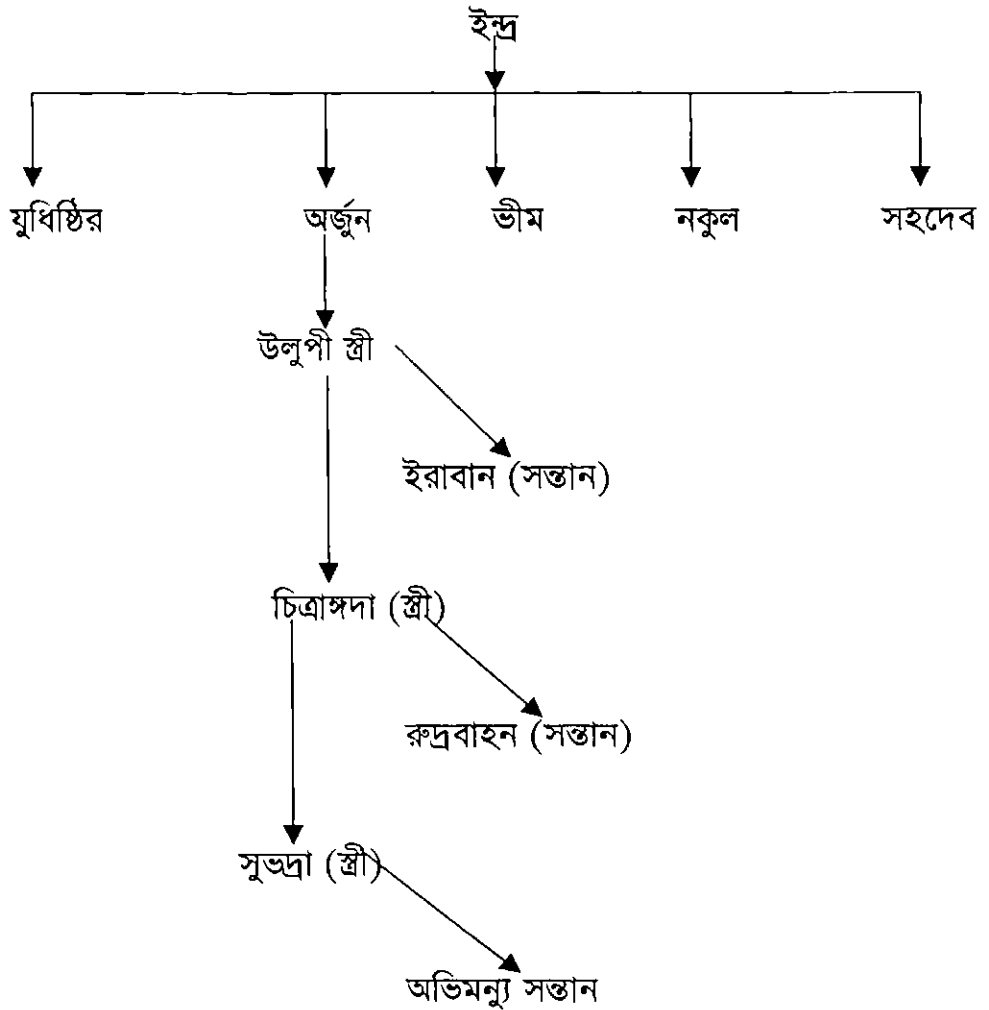 ইন্দ্র
যুধিষ্ঠির অর্জুন ভীম নকুল সহদেব
উলুপী স্ত্রী
ইরাবান (সন্তান)
চিত্রাঙ্গদা (স্ত্রী)
রুদ্রবাহন (সন্তান)
সুভদ্রা (স্ত্রী)
অভিমন্যু সন্তান